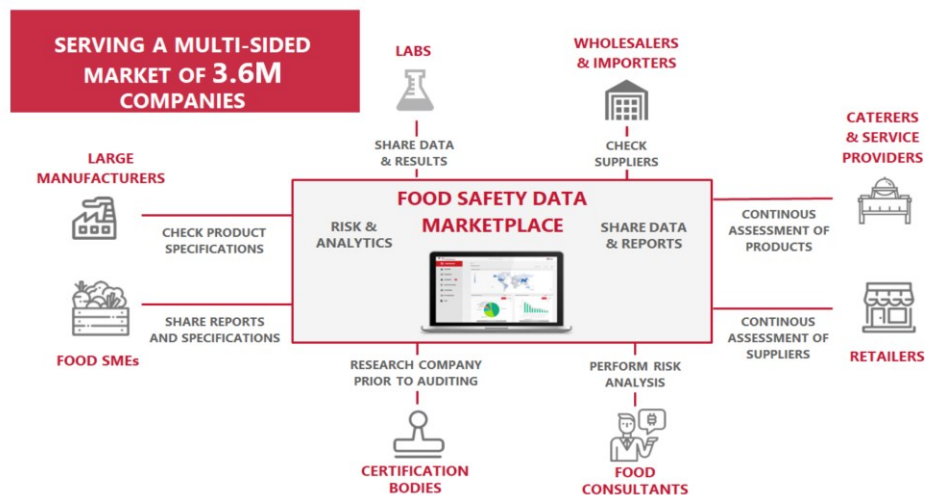 SERVING A MULTI-SIDED
MARKET OF 3.6M
COMPANIES
LABS
SHARE DATA
& RESULTS
WHOLESALERS
& IMPORTERS
CHECK
SUPPLIERS
CATERERS
& SERVICE
PROVIDERS
CONTINOUS
ASSESSMENT OF
PRODUCTS
LARGE
MANUFACTURERS
CHECK PRODUCT
SPECIFICATIONS
FOOD SAFETY DATA
MARKETPLACE
RISK &
ANALYTICS
SHARE DATA
& REPORTS
SHARE REPORTS
AND SPECIFICATIONS
FOOD SMEs
CONTINOUS
ASSESSMENT OF
SUPPLIERS
RETAILERS
RESEARCH COMPANY
PRIOR TO AUDITING
CERTIFICATION
BODIES
PERFORM RISK
ANALYSIS
FOOD
CONSULTANTS